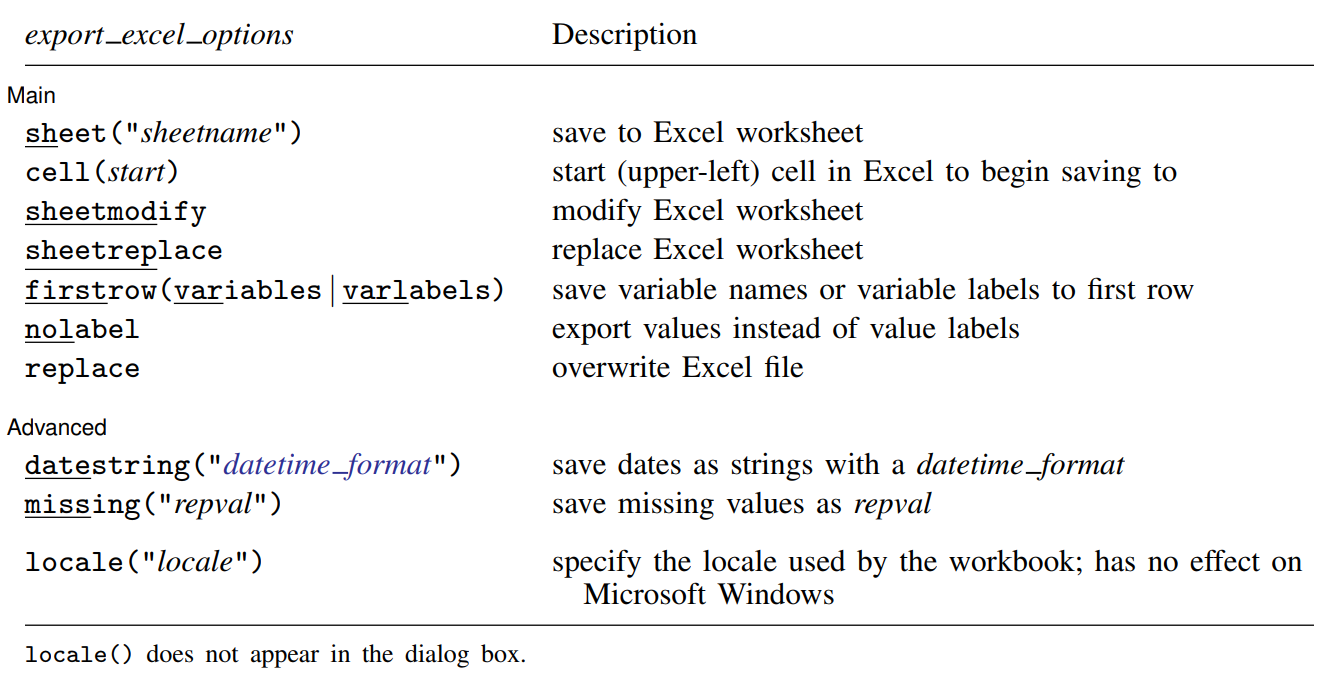 export_excel_options Description
Main
sheet("sheetname") save to Excel worksheet
cell(start) start (upper-left) cell in Excel to begin saving to
sheetmodify modify Excel worksheet
sheetreplace replace Excel worksheet
firstrow(variables|varlabels) save variable names or variable labels to first row
nolabel export values instead of value labels
replace overwrite Excel file
Advanced
datestring("datetime_format") save dates as strings with a datetime_format
missing("repval") save missing values as repval
locale("locale") specify the locale used by the workbook; has no effect on
Microsoft Windows
locale() does not appear in the dialog box.